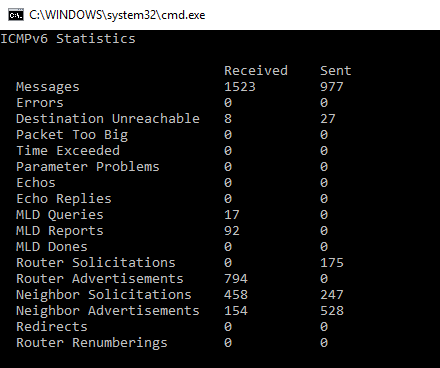 C:\WINDOWS\system32\cmd.exe
ICMPv6 Statistics
Received Sent
Messages 1523 977
Errors 0 0
Destination Unreachable 8 27
Packet Too Big 0 0
Time Exceeded 0 0
Parameter Problems 0 0
Echos 0 0
Echo Replies 0 0
MLD Queries 17 0
MLD Reports 92 0
MLD Dones 0 0
Router Solicitations 0 175
Router Advertisements 794 0
Neighbor Solicitations 458 247
Neighbor Advertisements 154 528
Redirects 0 0
Router Renumberings 0 0